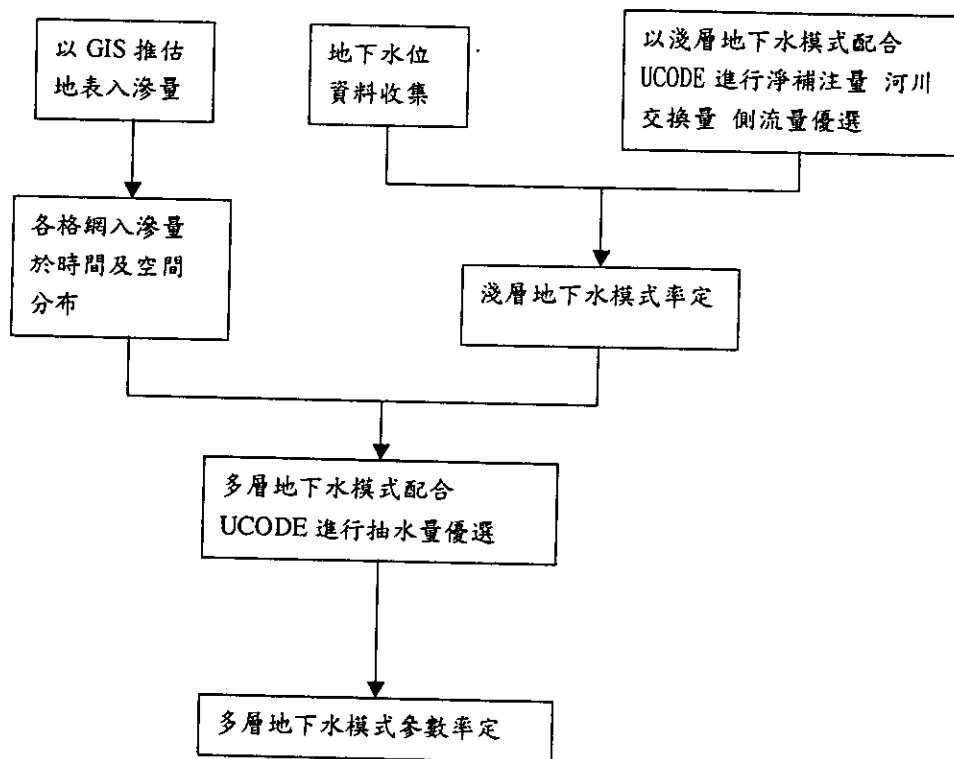 以 GIS 推估
地表入滲量
地下水位
資料收集
以淺層地下水模式配合
UCODE 進行淨補注量 河川
交換量 側流量優選
各格網入滲量
於時間及空間
分布
淺層地下水模式率定
多層地下水模式配合
UCODE 進行抽水量優選
多層地下水模式參數率定